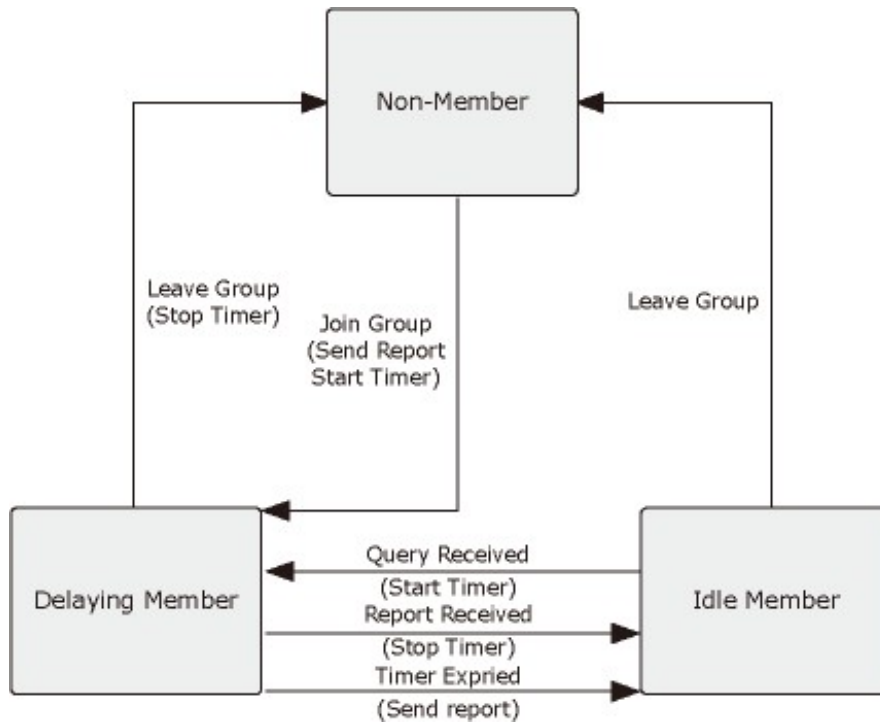 Non-Member
Leave Group
(Stop Timer)
Join Group
(Send Report
Start Timer)
Leave Group
Delaying Member
Query Received
(Start Timer)
Report Received
(Stop Timer)
Timer Expried
(Send report)
Idle Member